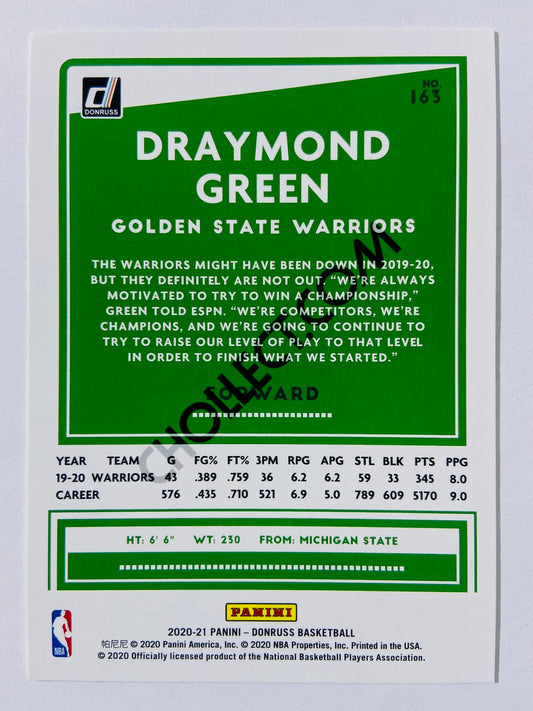 DONRUSS
NO.
163
DRAYMOND
GREEN
GOLDEN STATE WARRIORS
THE WARRIORS MIGHT HAVE BEEN DOWN IN 2019-20,
BUT THEY DEFINITELY ARE NOT OUT. “WE’RE ALWAYS
MOTIVATED TO TRY TO WIN A CHAMPIONSHIP,”
GREEN TOLD ESPN. “WE’RE COMPETITORS, WE’RE
CHAMPIONS, AND WE’RE GOING TO CONTINUE TO
TRY TO RAISE OUR LEVEL OF PLAY TO THAT LEVEL
IN ORDER TO FINISH WHAT WE STARTED.”
FORWARD
CHOLLECT.COM
YEAR TEAM G FG% FT% 3PM RPG APG STL BLK PTS PPG
19-20 WARRIORS 43 .389 .759 36 6.2 6.2 59 33 345 8.0
CAREER 576 .435 .710 521 6.9 5.0 789 609 5170 9.0
HT: 6' 6" WT: 230 FROM: MICHIGAN STATE
PANINI
NBA
2020-21 PANINI – DONRUSS BASKETBALL
帕尼尼 © 2020 Panini America, Inc. © 2020 NBA Properties, Inc. Printed in the USA.
© 2020 Officially licensed product of the National Basketball Players Association.